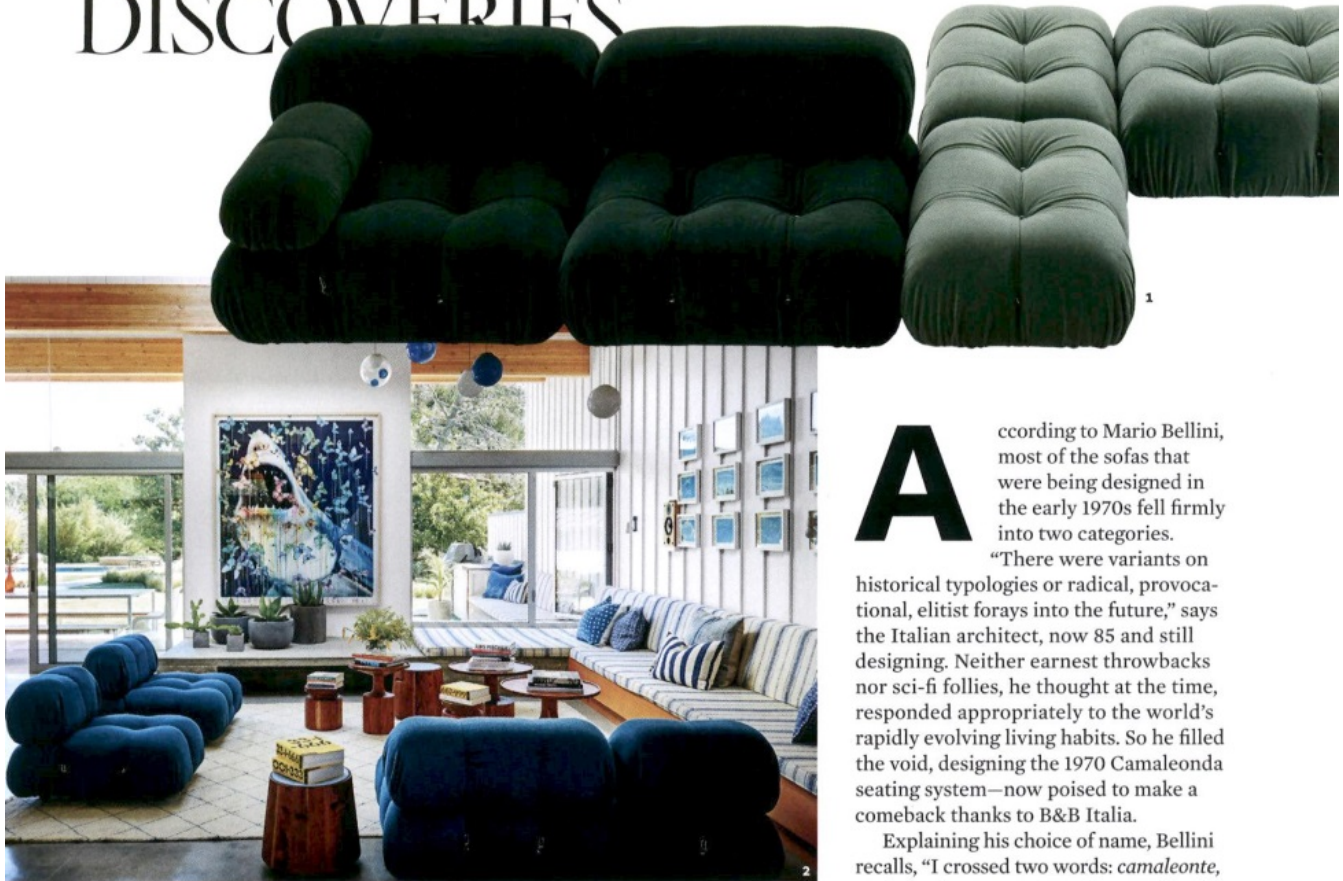 DISCOVERIES
1
2
According to Mario Bellini,
most of the sofas that
were being designed in
the early 1970s fell firmly
into two categories.
“There were variants on
historical typologies or radical, provoca-
tional, elitist forays into the future,” says
the Italian architect, now 85 and still
designing. Neither earnest throwbacks
nor sci-fi follies, he thought at the time,
responded appropriately to the world’s
rapidly evolving living habits. So he filled
the void, designing the 1970 Camaleonda
seating system—now poised to make a
comeback thanks to B&B Italia.
Explaining his choice of name, Bellini
recalls, “I crossed two words: camaleonte,